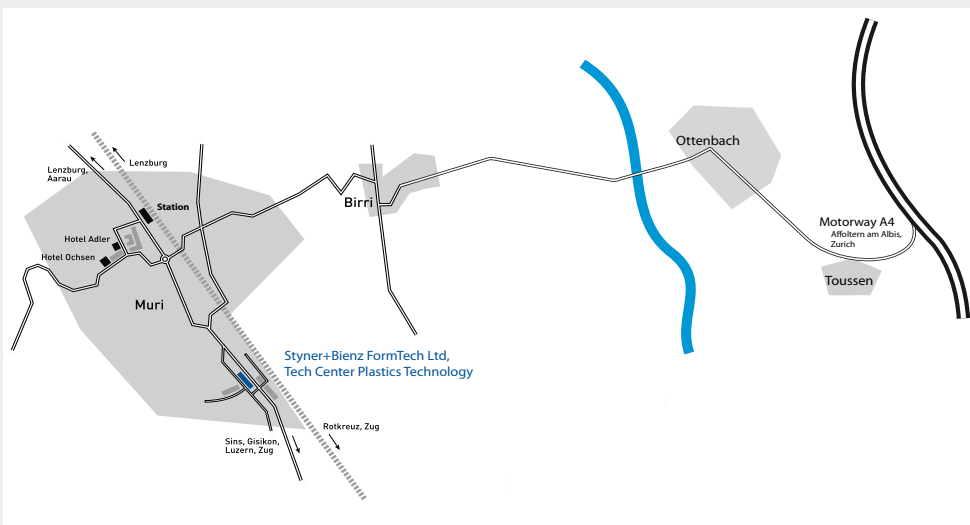 Lenzburg
Lenzburg,
Aarau
Station
Hotel Adler
Hotel Ochsen
Muri
Birri
Ottenbach
Motorway A4
Affoltern am Albis,
Zurich
Toussen
Styner+Bienz FormTech Ltd,
Tech Center Plastics Technology
Rotkreuz, Zug
Sins, Gisikon,
Luzern, Zug